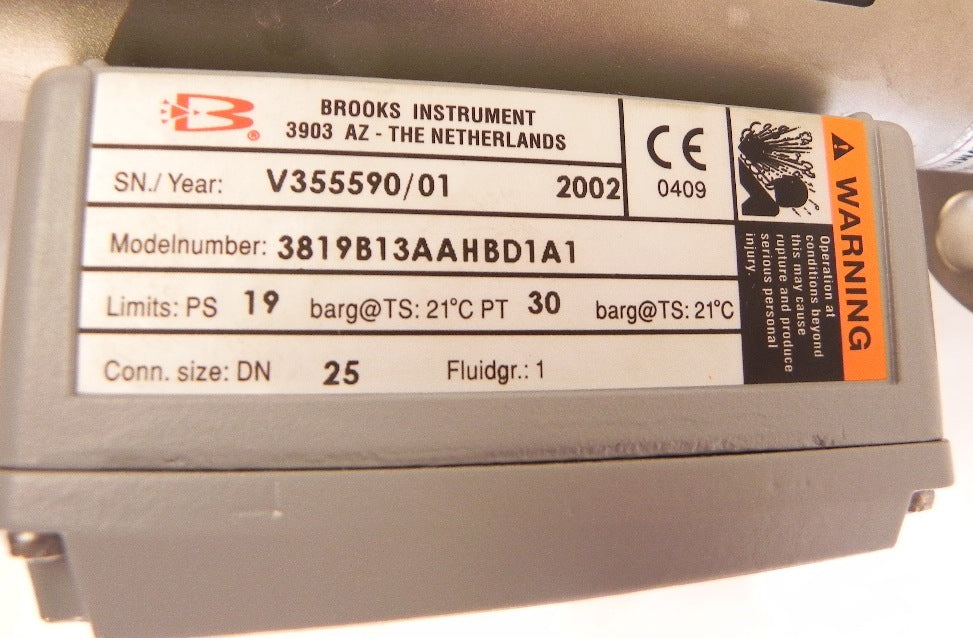 BROOKS INSTRUMENT
3903 AZ - THE NETHERLANDS
B ®
CE
0409
SN./ Year: V355590/01 2002
Modelnumber: 3819B13AAHBD1A1
Limits: PS 19 barg@TS: 21°C PT 30 barg@TS: 21°C
Conn. size: DN 25 Fluidgr.: 1
WARNING
Operation at
conditions beyond
this may cause
rupture and produce
serious personal
injury.